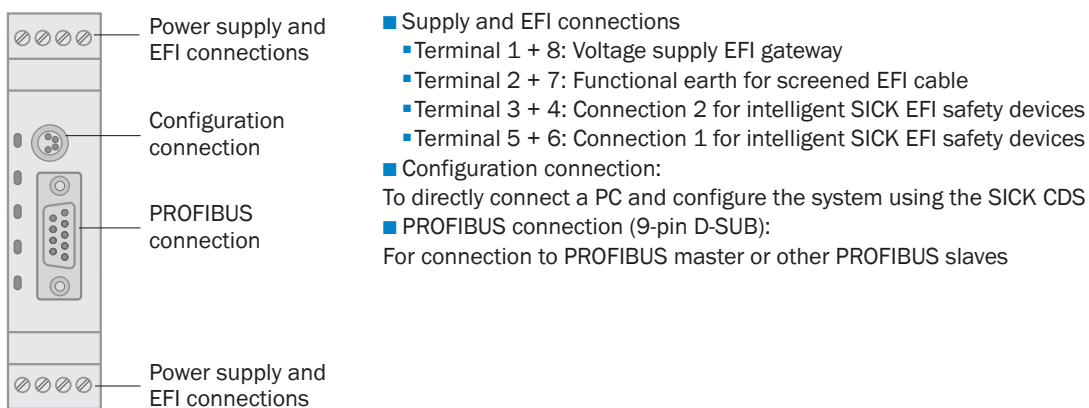 Power supply and
EFI connections
Configuration
connection
PROFIBUS
connection
Power supply and
EFI connections
■ Supply and EFI connections
▪Terminal 1 + 8: Voltage supply EFI gateway
▪Terminal 2 + 7: Functional earth for screened EFI cable
▪Terminal 3 + 4: Connection 2 for intelligent SICK EFI safety devices
▪Terminal 5 + 6: Connection 1 for intelligent SICK EFI safety devices
■ Configuration connection:
To directly connect a PC and configure the system using the SICK CDS
■ PROFIBUS connection (9-pin D-SUB):
For connection to PROFIBUS master or other PROFIBUS slaves